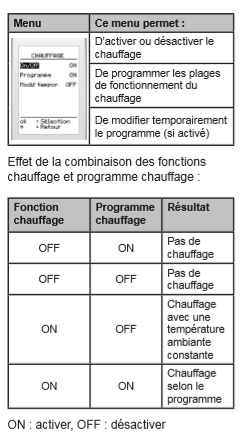 Menu
Ce menu permet :
CHAUFFRGE
On/Off ON
Programme ON
Modif tempor. OFF
ok = Sélection
= Retour
D'activer ou désactiver le
chauffage
De programmer les plages
de fonctionnement du
chauffage
De modifier temporairement
le programme (si activé)
Effet de la combinaison des fonctions
chauffage et programme chauffage :
Fonction
chauffage
Programme
chauffage
Résultat
OFF
ON
Pas de
chauffage
OFF
OFF
Pas de
chauffage
ON
OFF
Chauffage
avec une
température
ambiante
constante
ON
ON
Chauffage
selon le
programme
ON : activer, OFF : désactiver